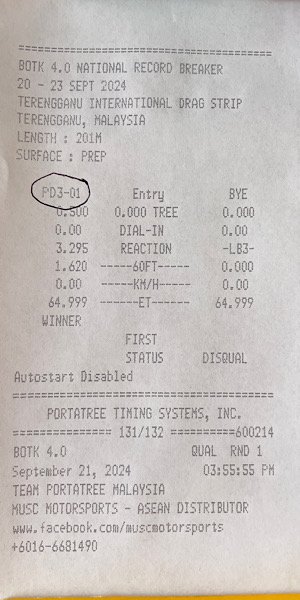 ========================================
BOTK 4.0 NATIONAL RECORD BREAKER
20 - 23 SEPT 2024
TERENGGANU INTERNATIONAL DRAG STRIP
TERENGGANU, MALAYSIA
LENGTH : 201M
SURFACE : PREP
PD3-01 Entry BYE
0.500 0.000 TREE 0.000
0.00 DIAL-IN 0.00
3.295 REACTION -LB3-
1.620 ------60FT------ 0.000
0.00 ------KM/H------ 0.00
64.999 -------ET------- 64.999
WINNER
FIRST
STATUS DISQUAL
Autostart Disabled
========================================
PORTATREE TIMING SYSTEMS, INC.
=============== 131/132 ==========600214
BOTK 4.0 QUAL RND 1
September 21, 2024 03:55:55 PM
TEAM PORTATREE MALAYSIA
MUSC MOTORSPORTS - ASEAN DISTRIBUTOR
www.facebook.com/muscmotorsports
+6016-6681490